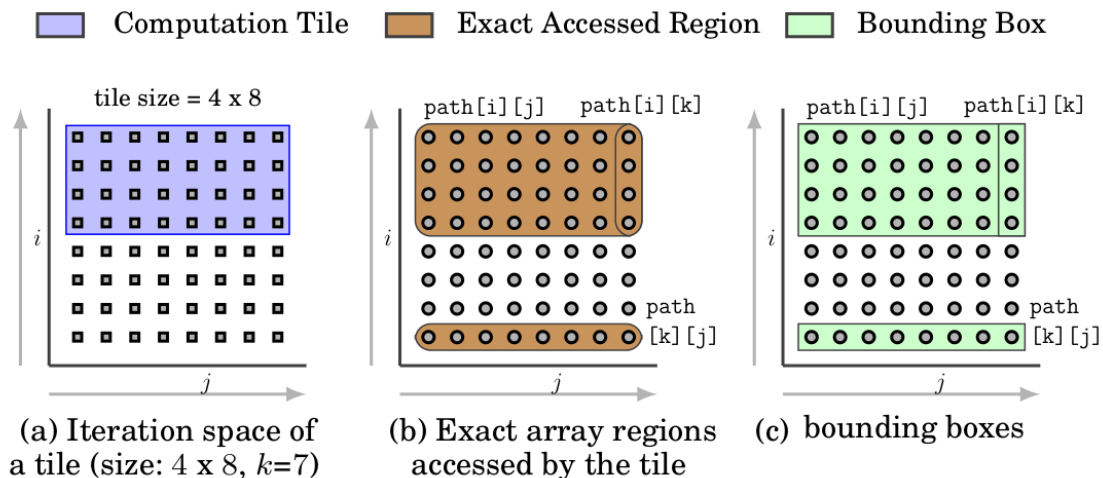 Computation Tile Exact Accessed Region Bounding Box
tile size = 4 x 8
i
j
(a) Iteration space of
a tile (size: 4 x 8, k=7)
path[i][j] path[i][k]
i
path
[k][j]
j
(b) Exact array regions
accessed by the tile
path[i][j] path[i][k]
i
path
[k][j]
j
(c) bounding boxes